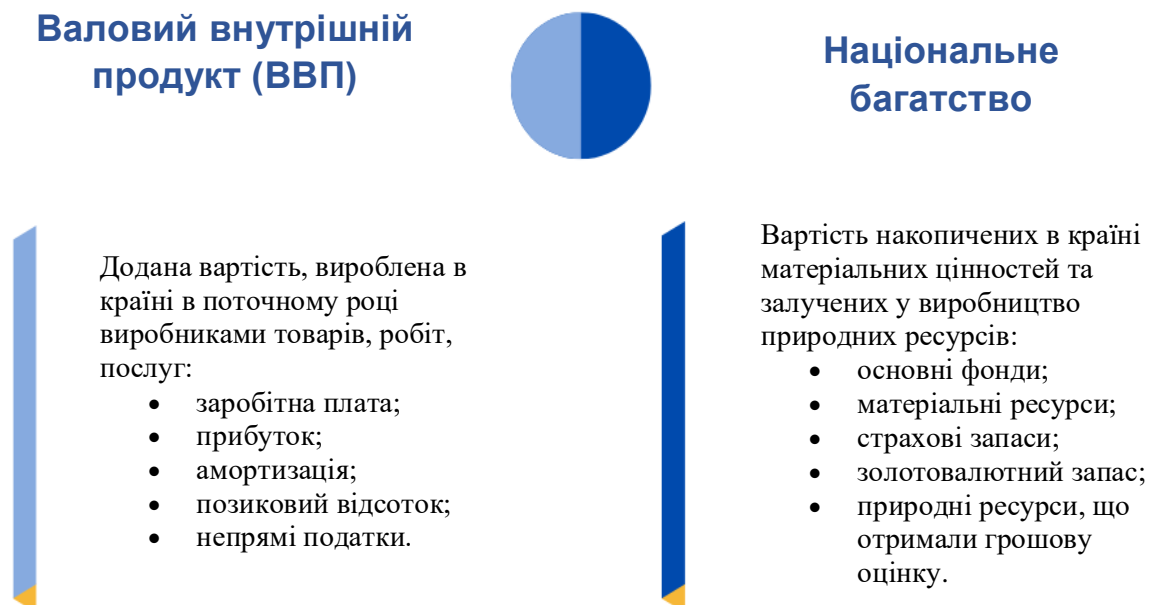 Валовий внутрішній
продукт (ВВП)
Додана вартість, вироблена в
країні в поточному році
виробниками товарів, робіт,
послуг:
• заробітна плата;
• прибуток;
• амортизація;
• позиковий відсоток;
• непрямі податки.
Національне
багатство
Вартість накопичених в країні
матеріальних цінностей та
залучених у виробництво
природних ресурсів:
• основні фонди;
• матеріальні ресурси;
• страхові запаси;
• золотовалютний запас;
• природні ресурси, що
отримали грошову
оцінку.